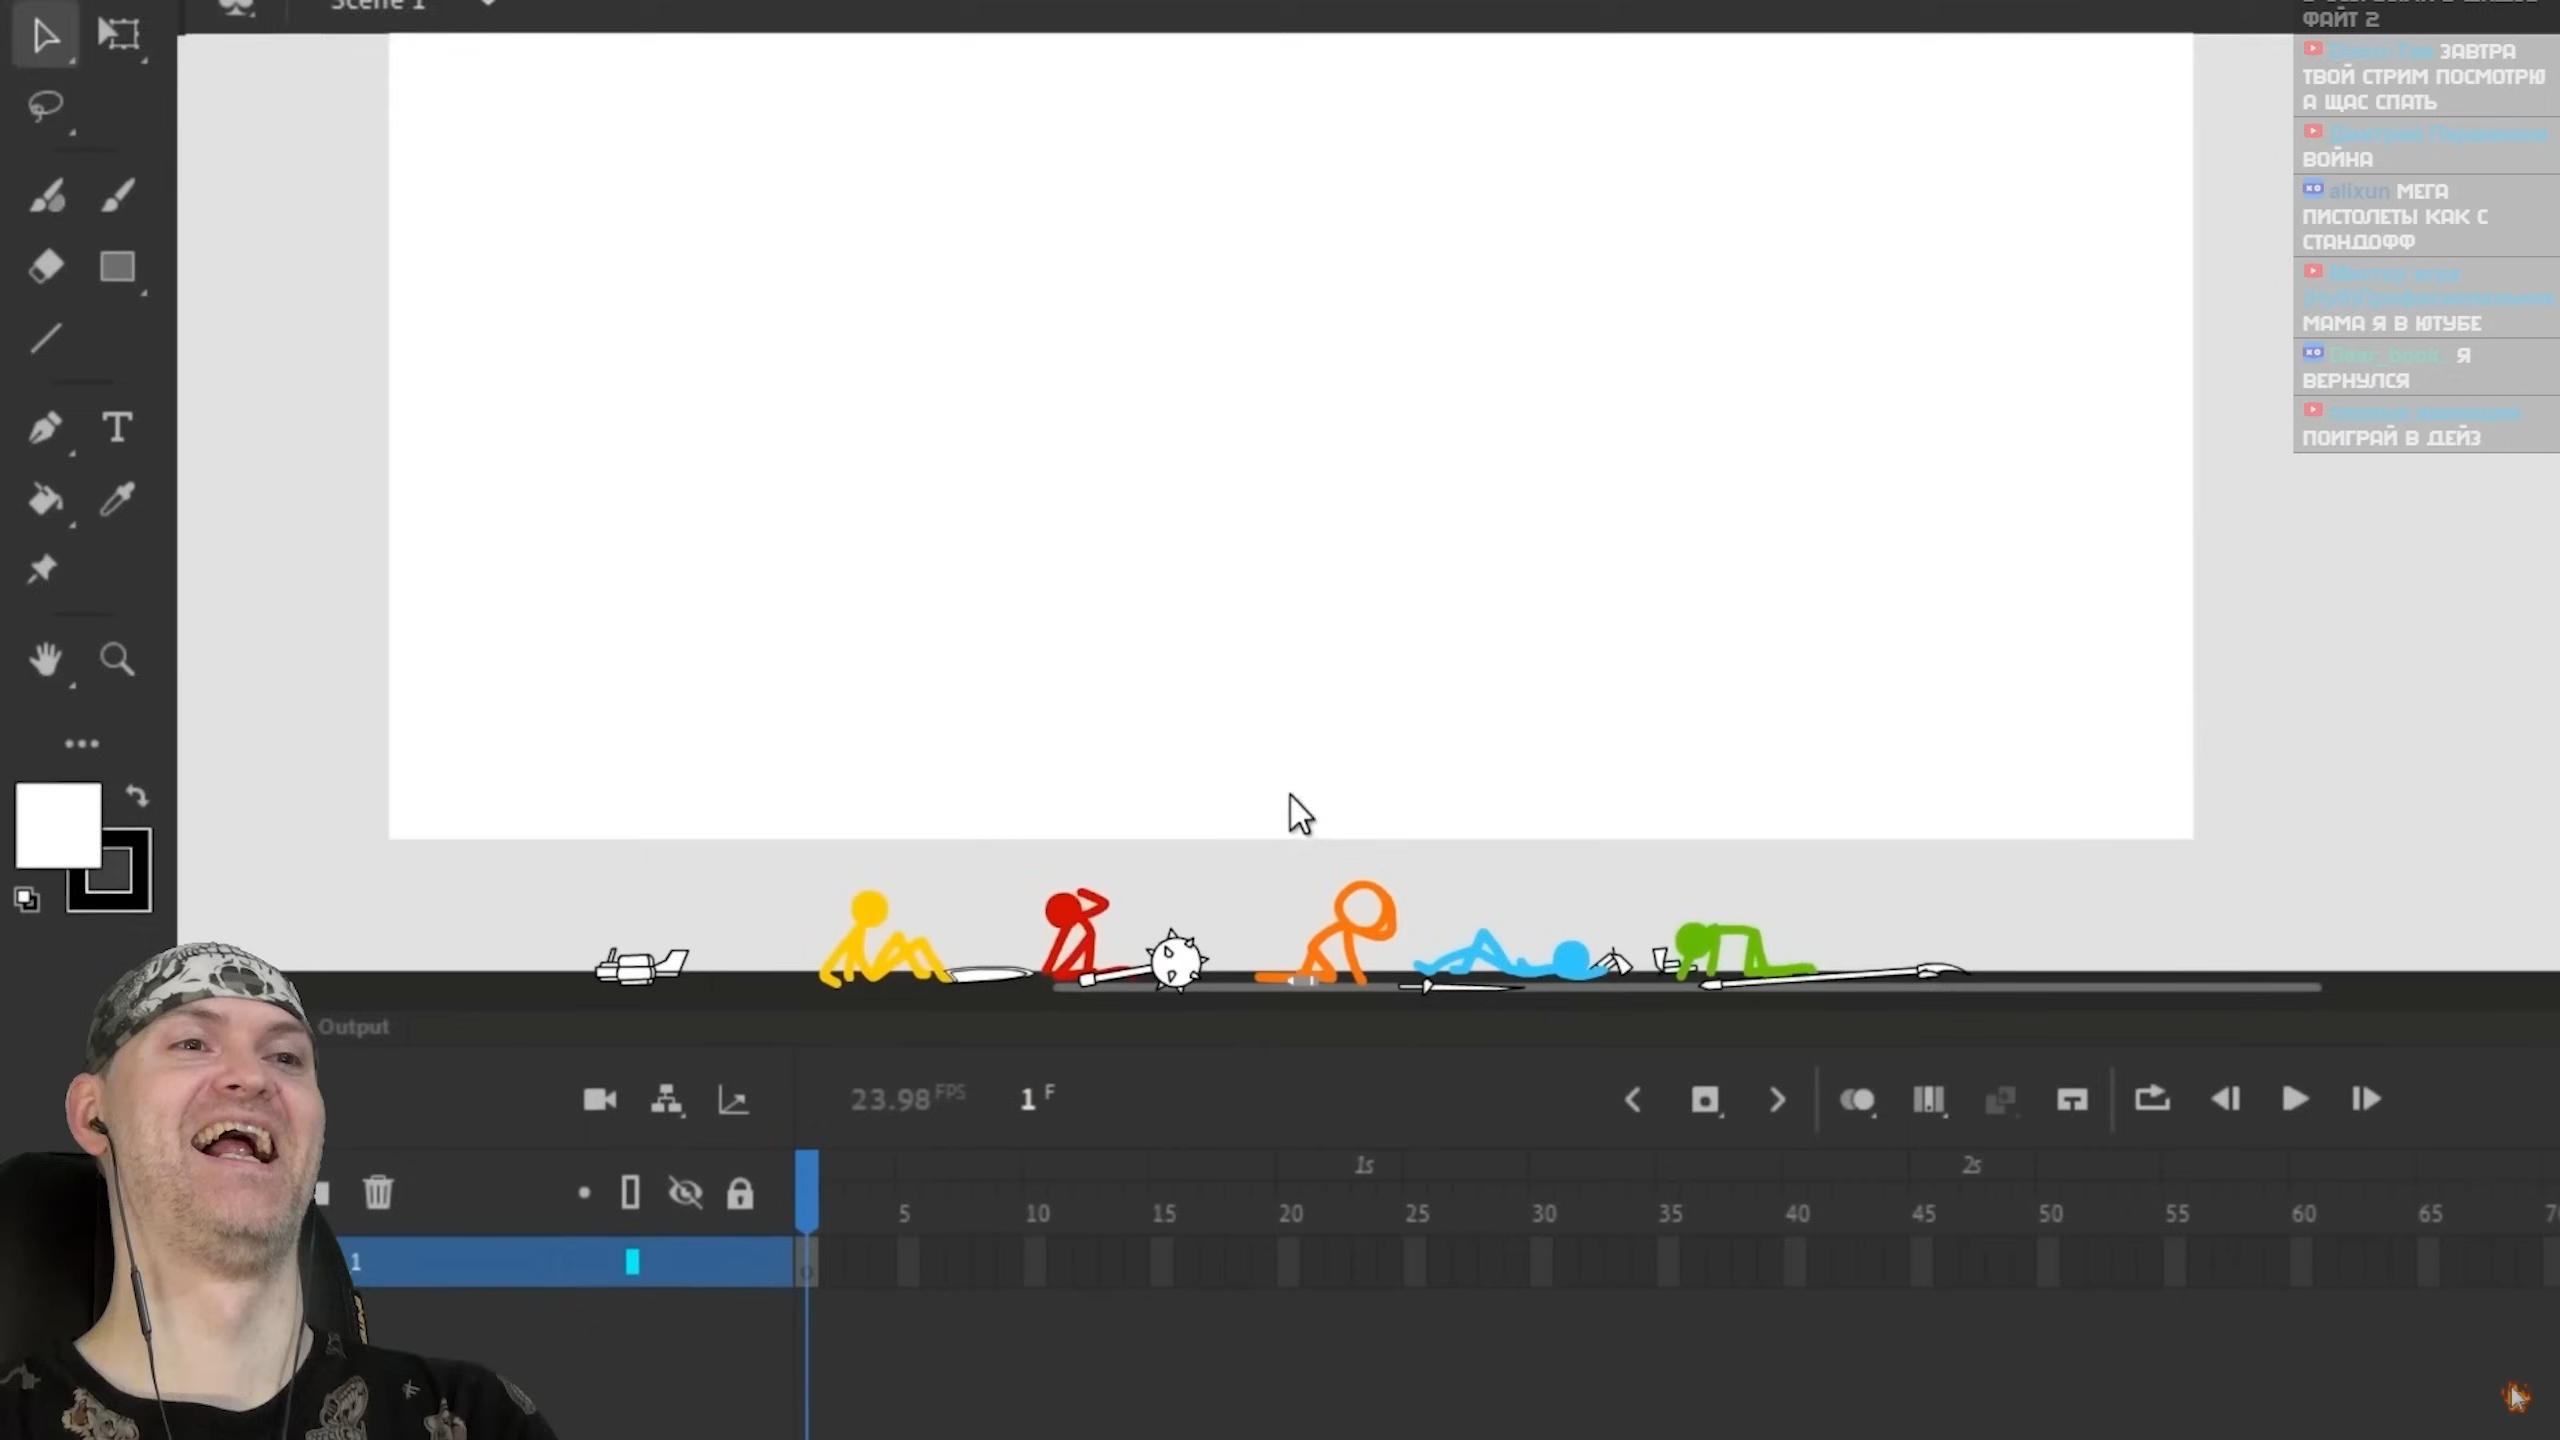 Scene 1
ФАЙТ 2
ЗАВТРА
ТВОЙ СТРИМ ПОСМОТРЮ
А ЩАС СПАТЬ
ВОЙНА
alixun МЕГА
ПИСТОЛЕТЫ КАК С
СТАНДОФФ
МАМА Я В ЮТУБЕ
Dear_book. Я
ВЕРНУЛСЯ
ПОИГРАЙ В ДЕЙЗ
Output
23.98 FPS 1 F
1s 2s
5 10 15 20 25 30 35 40 45 50 55 60 65
1